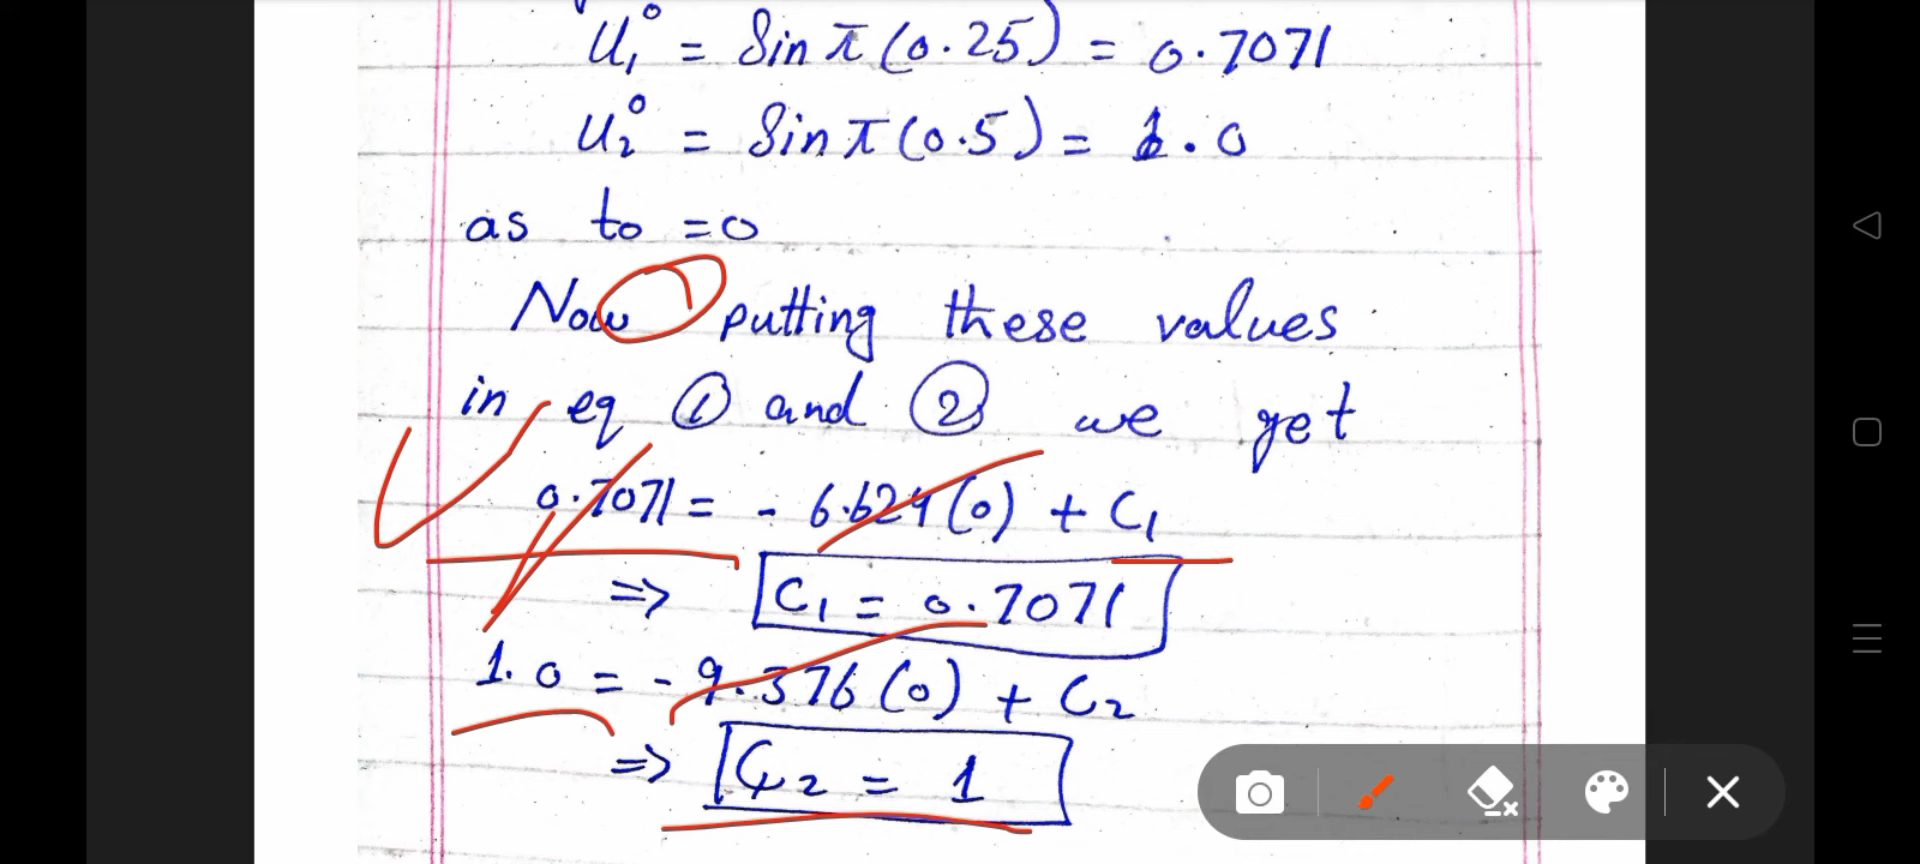 U₁⁰ = Sin π (0.25) = 0.7071
U₂⁰ = Sin π (0.5) = 1.0
as to = 0
Now putting these values
in eq ① and ② we get
0.7071 = - 6.624 (0) + C₁
⇒ C₁ = 0.7071
1.0 = - 9.376 (0) + C₂
⇒ C₂ = 1